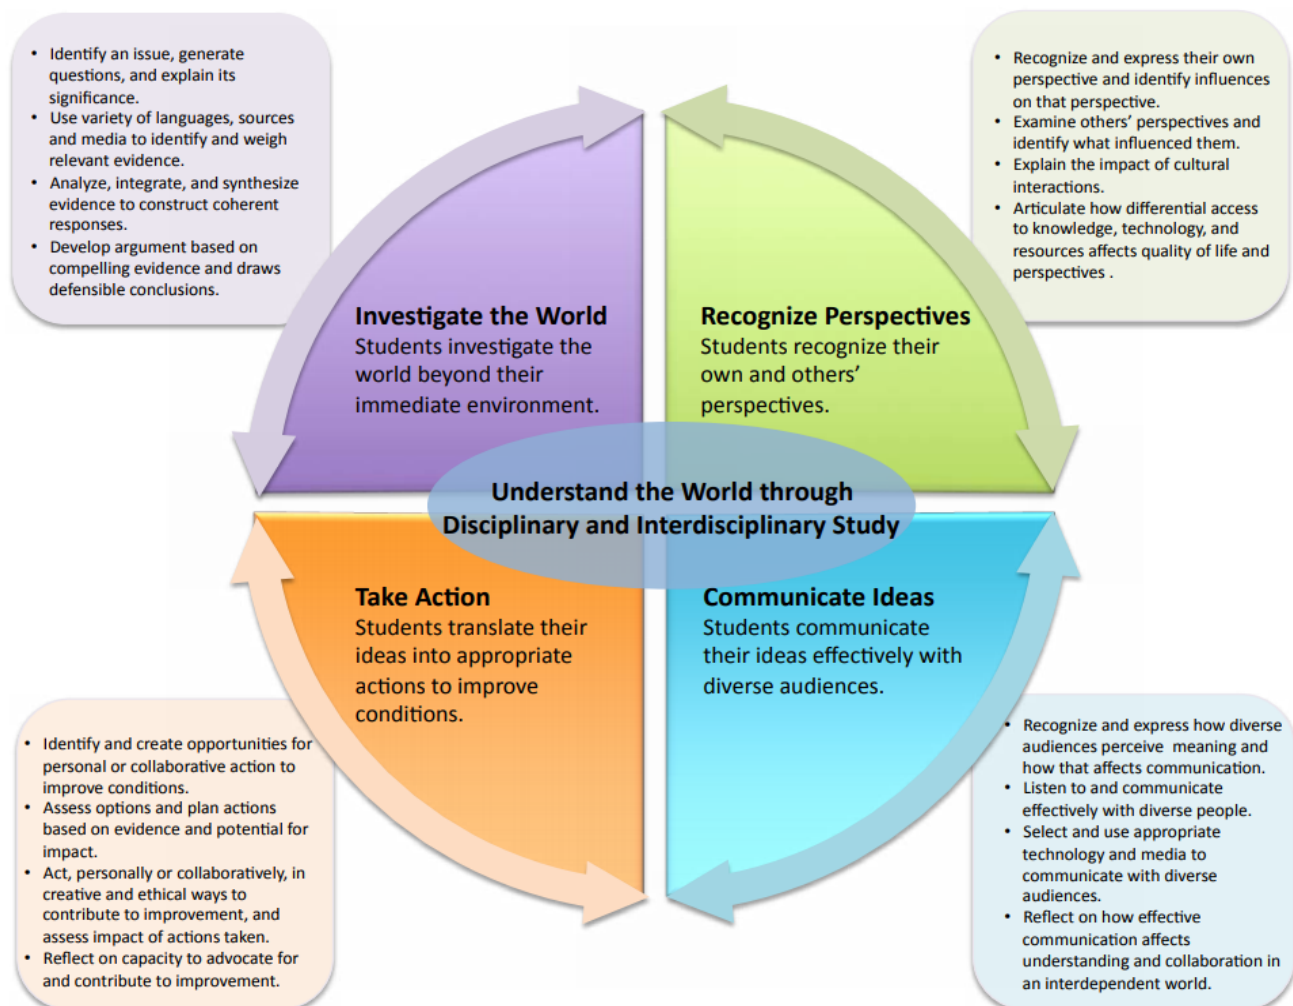 • Identify an issue, generate
questions, and explain its
significance.
• Use variety of languages, sources
and media to identify and weigh
relevant evidence.
• Analyze, integrate, and synthesize
evidence to construct coherent
responses.
• Develop argument based on
compelling evidence and draws
defensible conclusions.
• Recognize and express their own
perspective and identify influences
on that perspective.
• Examine others’ perspectives and
identify what influenced them.
• Explain the impact of cultural
interactions.
• Articulate how differential access
to knowledge, technology, and
resources affects quality of life and
perspectives .
Investigate the World
Students investigate the
world beyond their
immediate environment.
Recognize Perspectives
Students recognize their
own and others’
perspectives.
Understand the World through
Disciplinary and Interdisciplinary Study
Take Action
Students translate their
ideas into appropriate
actions to improve
conditions.
Communicate Ideas
Students communicate
their ideas effectively with
diverse audiences.
• Identify and create opportunities for
personal or collaborative action to
improve conditions.
• Assess options and plan actions
based on evidence and potential for
impact.
• Act, personally or collaboratively, in
creative and ethical ways to
contribute to improvement, and
assess impact of actions taken.
• Reflect on capacity to advocate for
and contribute to improvement.
• Recognize and express how diverse
audiences perceive meaning and
how that affects communication.
• Listen to and communicate
effectively with diverse people.
• Select and use appropriate
technology and media to
communicate with diverse
audiences.
• Reflect on how effective
communication affects
understanding and collaboration in
an interdependent world.